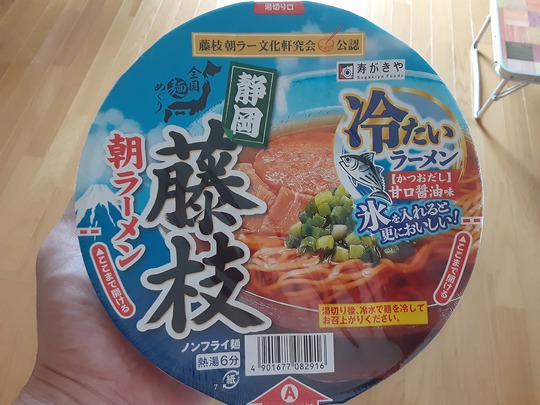 湯切り口
藤枝 朝ラー文化軒究会 公認
全国
麺
めぐり
寿がきや
Sugakiya Foods
静岡
藤枝
朝ラーメン
冷たい
ラーメン
【かつおだし】
甘口醤油味
氷を入れると
更においしい!
▲ここまで開ける
▲ここまで開ける
湯切り後、冷水で麺を冷して
お召上がりください。
ノンフライ麺
熱湯6分
4 901677 082916
7
紙
A